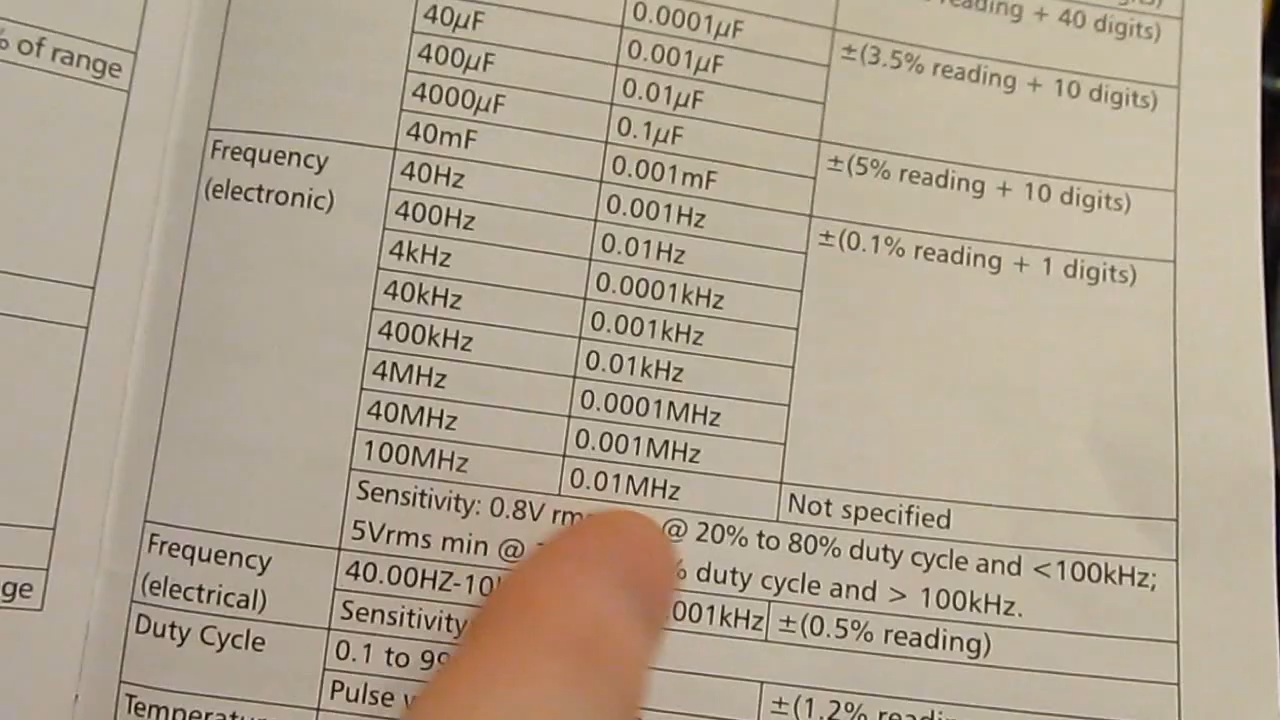 % of range
reading + 40 digits)
40µF 0.0001µF ±(3.5% reading + 10 digits)
400µF 0.001µF
4000µF 0.01µF
40mF 0.1µF ±(5% reading + 10 digits)
Frequency 40Hz 0.001mF
(electronic) 400Hz 0.001Hz ±(0.1% reading + 1 digits)
4kHz 0.01Hz
40kHz 0.0001kHz
400kHz 0.001kHz
4MHz 0.01kHz
40MHz 0.0001MHz
100MHz 0.001MHz
0.01MHz Not specified
Sensitivity: 0.8V @ 20% to 80% duty cycle and <100kHz;
5Vrms min @ % duty cycle and > 100kHz.
Frequency 40.00HZ-10 001kHz ±(0.5% reading)
(electrical) Sensitivity
Duty Cycle 0.1 to
Pulse ±(1.2%